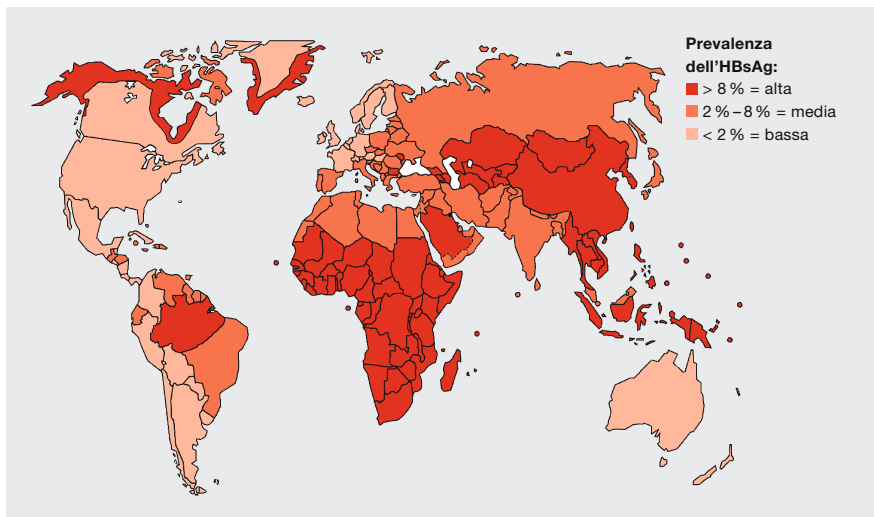 Prevalenza
dell'HBsAg:
> 8 % = alta
2 % – 8 % = media
< 2 % = bassa